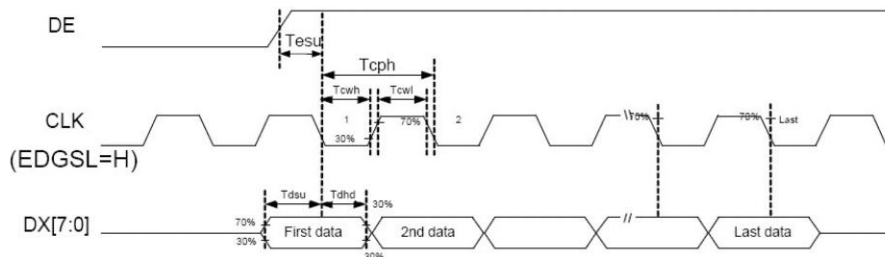 DE
Tesu
Tcph
Tcwh Tcwl
CLK 1 70% 2 \\ 70% 70% Last
30%
(EDGSL=H)
Tdsu Tdhd
30%
DX[7:0] 70% First data 2nd data // Last data
30%
30%